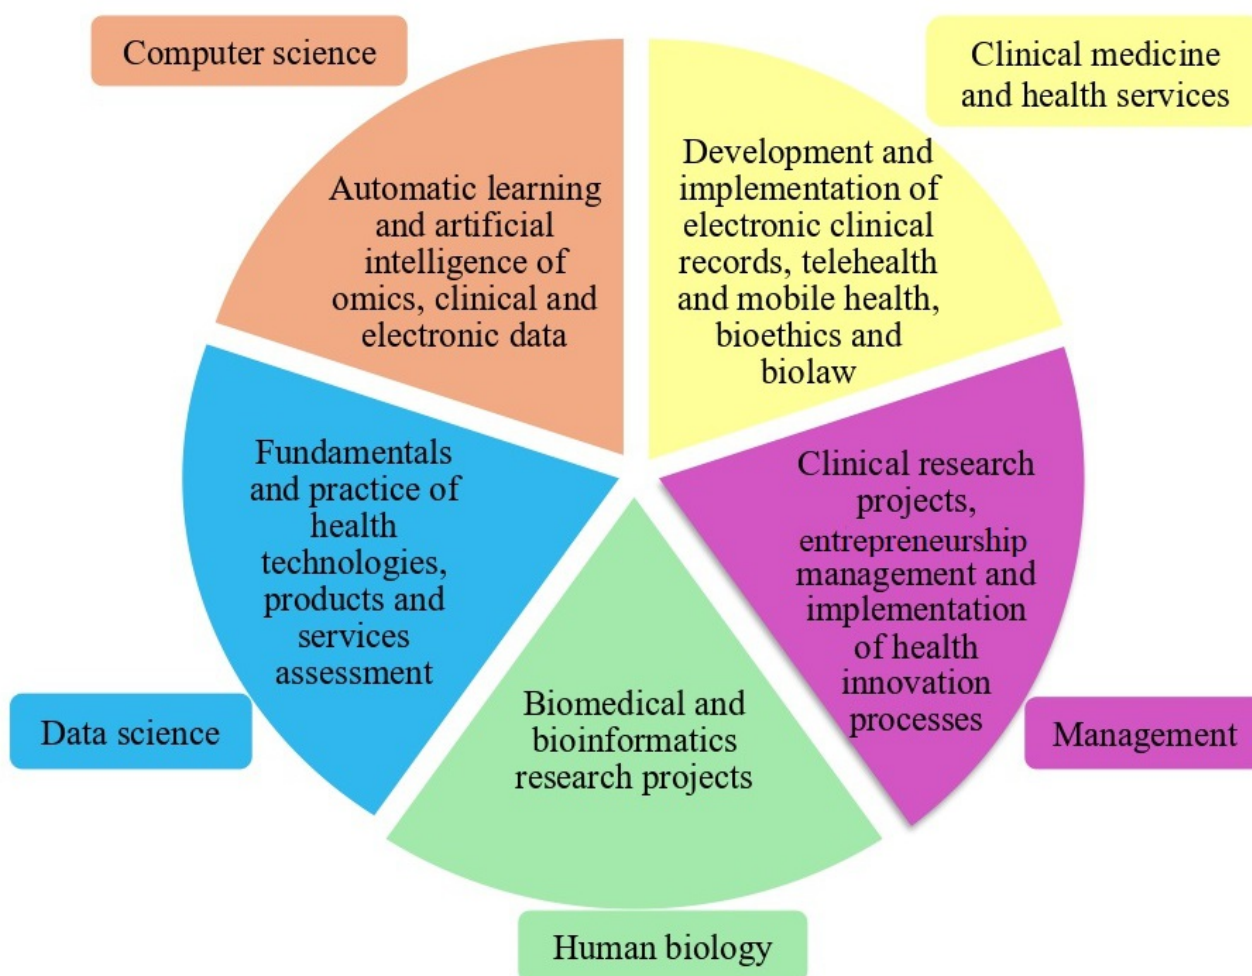 Computer science
Clinical medicine
and health services
Automatic learning
and artificial
intelligence of
omics, clinical and
electronic data
Development and
implementation of
electronic clinical
records, telehealth
and mobile health,
bioethics and
biolaw
Fundamentals
and practice of
health
technologies,
products and
services
assessment
Clinical research
projects,
entrepreneurship
management and
implementation
of health
innovation
processes
Biomedical and
bioinformatics
research projects
Data science
Management
Human biology